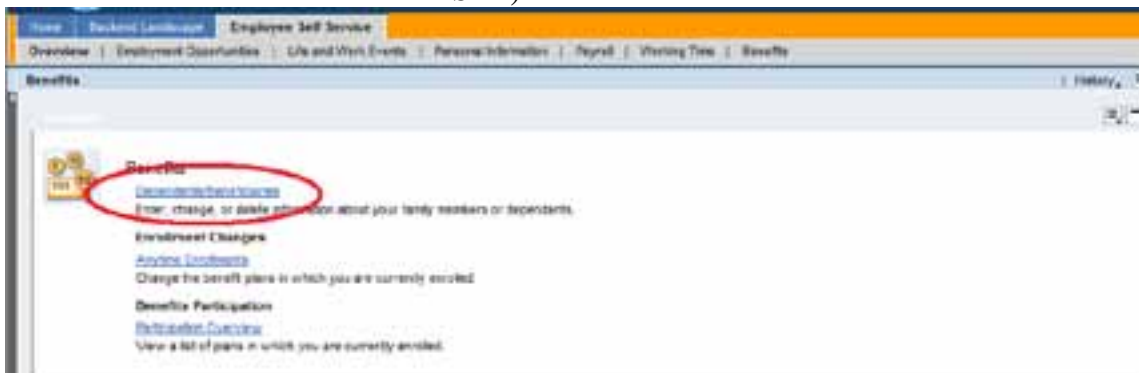 Home Backend Landscape Employee Self Service
Overview | Employment Opportunities | Life and Work Events | Personal Information | Payroll | Working Time | Benefits
Benefits
| History
Benefits
Dependents/Beneficiaries
Enter, change, or delete information about your family members or dependents.
Enrollment Changes
Anytime Enrollments
Change the benefit plans in which you are currently enrolled.
Benefits Participation
Participation Overview
View a list of plans in which you are currently enrolled.